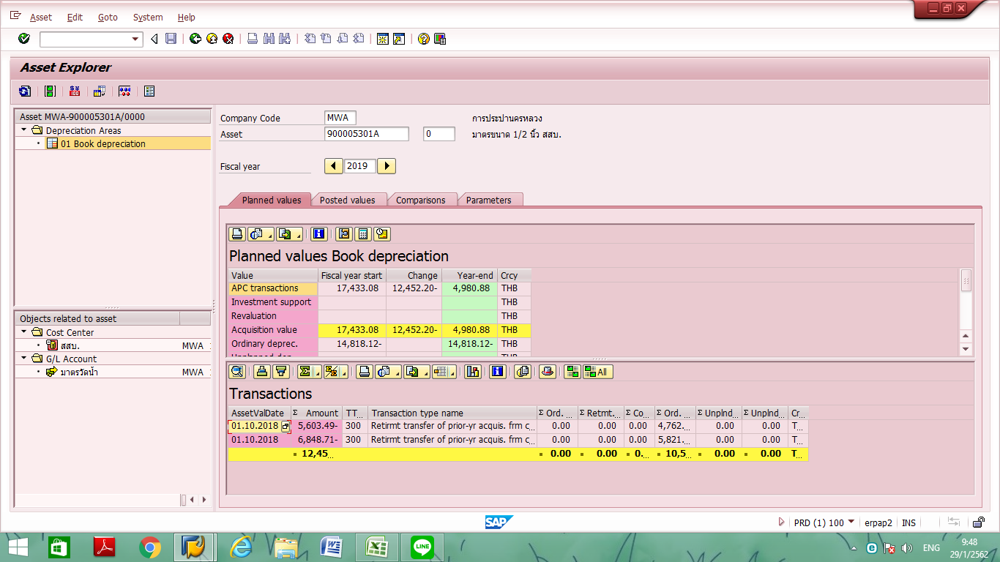 Asset Edit Goto System Help
Asset Explorer
Asset MWA-900005301A/0000
Depreciation Areas
01 Book depreciation
Objects related to asset
Cost Center
สสบ. MWA
G/L Account
มาตรวัดน้ำ MWA
Company Code MWA การประปานครหลวง
Asset 900005301A 0 มาตรขนาด 1/2 นิ้ว สสบ.
Fiscal year 2019
Planned values Posted values Comparisons Parameters
Planned values Book depreciation
Value Fiscal year start Change Year-end Crcy
APC transactions 17,433.08 12,452.20- 4,980.88 THB
Investment support THB
Revaluation THB
Acquisition value 17,433.08 12,452.20- 4,980.88 THB
Ordinary deprec. 14,818.12- 14,818.12- THB
All
Transactions
AssetValDate Σ Amount TT... Transaction type name Σ Ord. ... Σ Retmt... Σ Co... Σ Ord. ... Σ Unplnd... Σ Unplnd... Cr...
01.10.2018 5,603.49- 300 Retirmt transfer of prior-yr acquis. frm c... 0.00 0.00 0.00 4,762.... 0.00 0.00 T...
01.10.2018 6,848.71- 300 Retirmt transfer of prior-yr acquis. frm c... 0.00 0.00 0.00 5,821.... 0.00 0.00 T...
12,45... 0.00 0.00 0.... 10,5... 0.00 0.00 T...
SAP PRD (1) 100 erpap2 INS
LINE ENG 9:48
29/1/2562